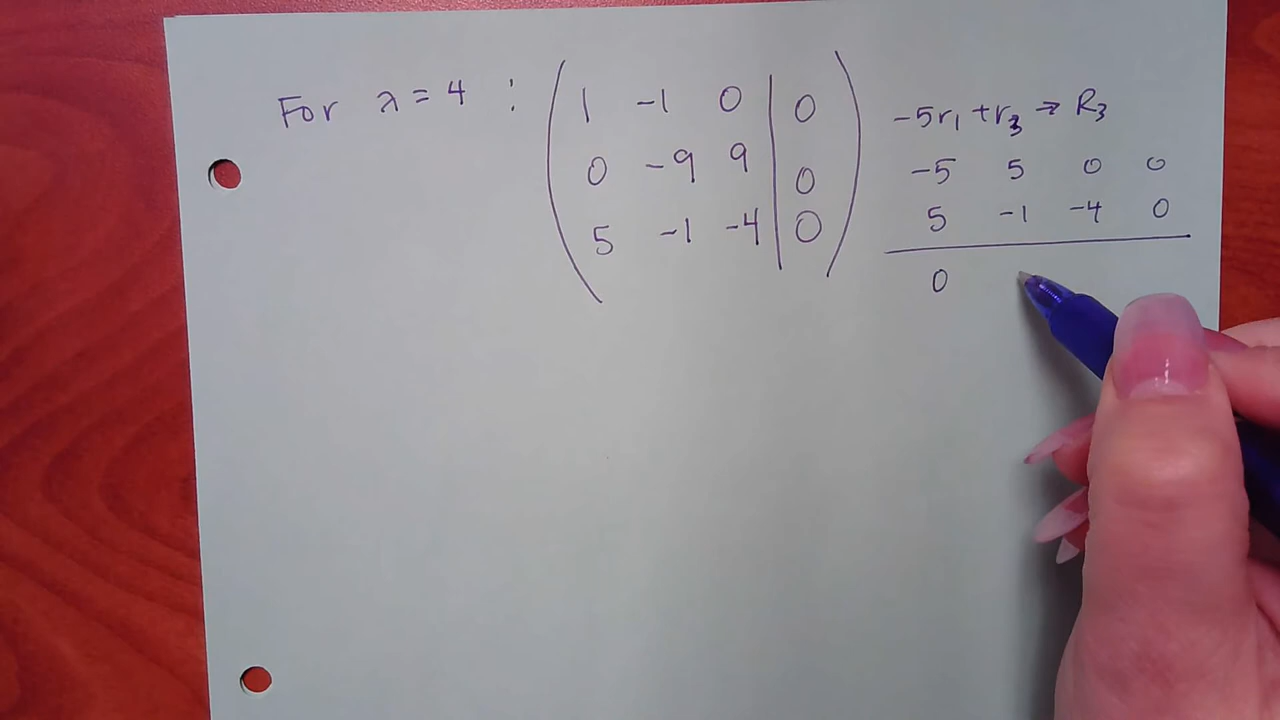 For λ = 4 :
1 -1 0 | 0
0 -9 9 | 0
5 -1 -4 | 0
-5r₁ + r₃ → R₃
-5 5 0 0
5 -1 -4 0
0